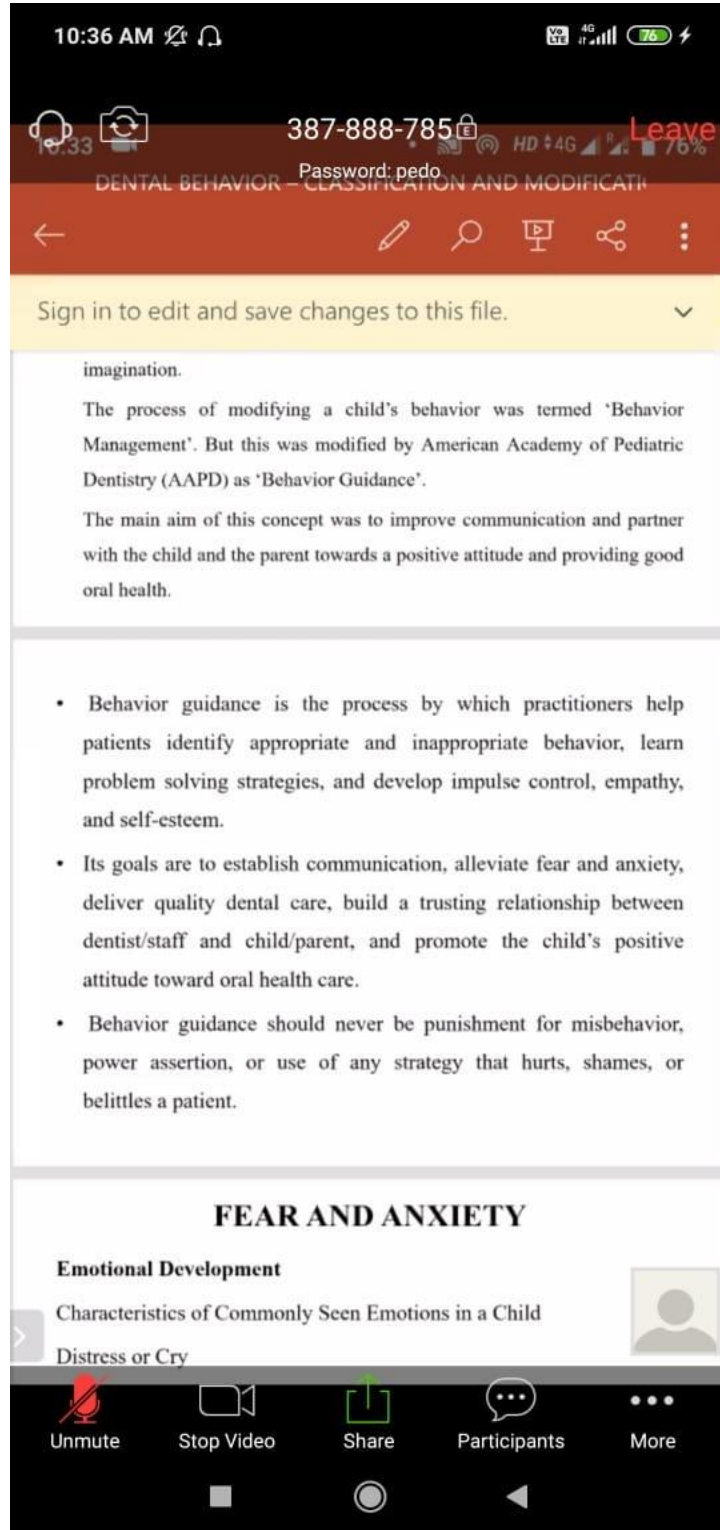 10:36 AM
Vo LTE 4G 76
387-888-785 Leave
10:33 HD 4G R 76%
Password: pedo
DENTAL BEHAVIOR – CLASSIFICATION AND MODIFICATI
Sign in to edit and save changes to this file.
imagination.
The process of modifying a child's behavior was termed ‘Behavior
Management’. But this was modified by American Academy of Pediatric
Dentistry (AAPD) as ‘Behavior Guidance’.
The main aim of this concept was to improve communication and partner
with the child and the parent towards a positive attitude and providing good
oral health.
• Behavior guidance is the process by which practitioners help
patients identify appropriate and inappropriate behavior, learn
problem solving strategies, and develop impulse control, empathy,
and self-esteem.
• Its goals are to establish communication, alleviate fear and anxiety,
deliver quality dental care, build a trusting relationship between
dentist/staff and child/parent, and promote the child's positive
attitude toward oral health care.
• Behavior guidance should never be punishment for misbehavior,
power assertion, or use of any strategy that hurts, shames, or
belittles a patient.
FEAR AND ANXIETY
Emotional Development
Characteristics of Commonly Seen Emotions in a Child
Distress or Cry
Unmute Stop Video Share Participants More